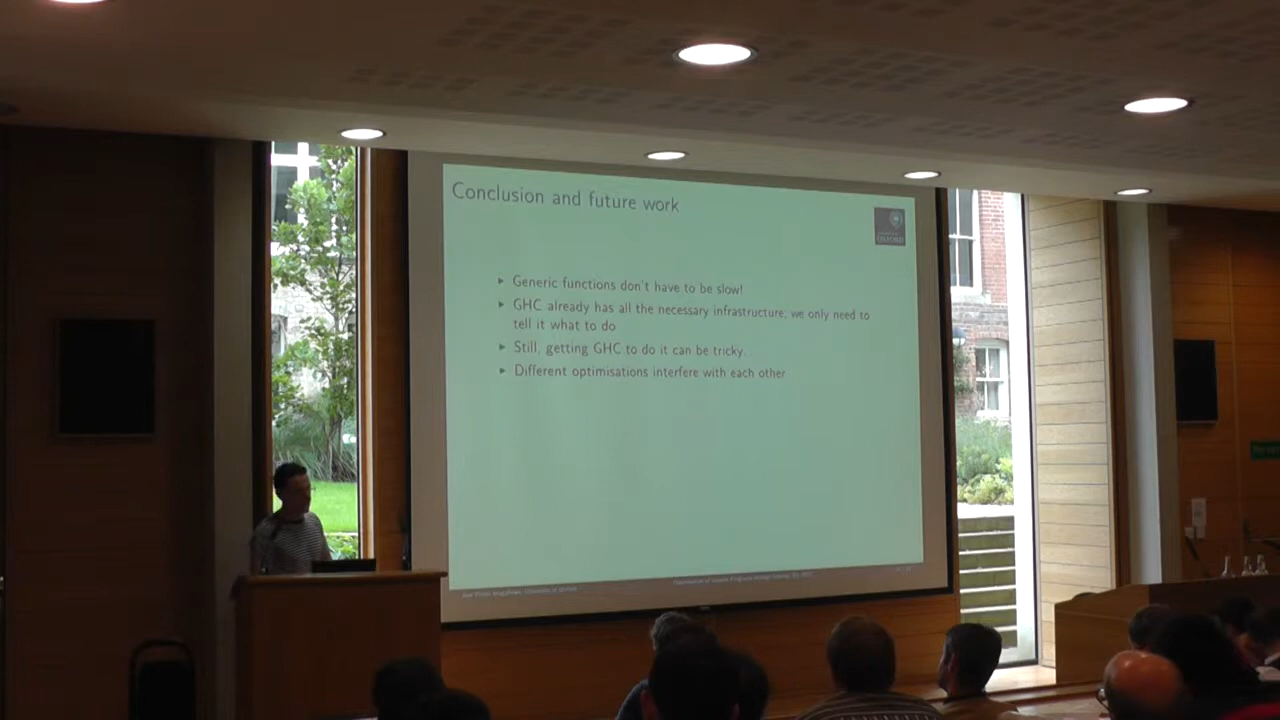 Conclusion and future work
OXFORD
▸ Generic functions don't have to be slow!
▸ GHC already has all the necessary infrastructure; we only need to
tell it what to do
▸ Still, getting GHC to do it can be tricky...
▸ Different optimisations interfere with each other